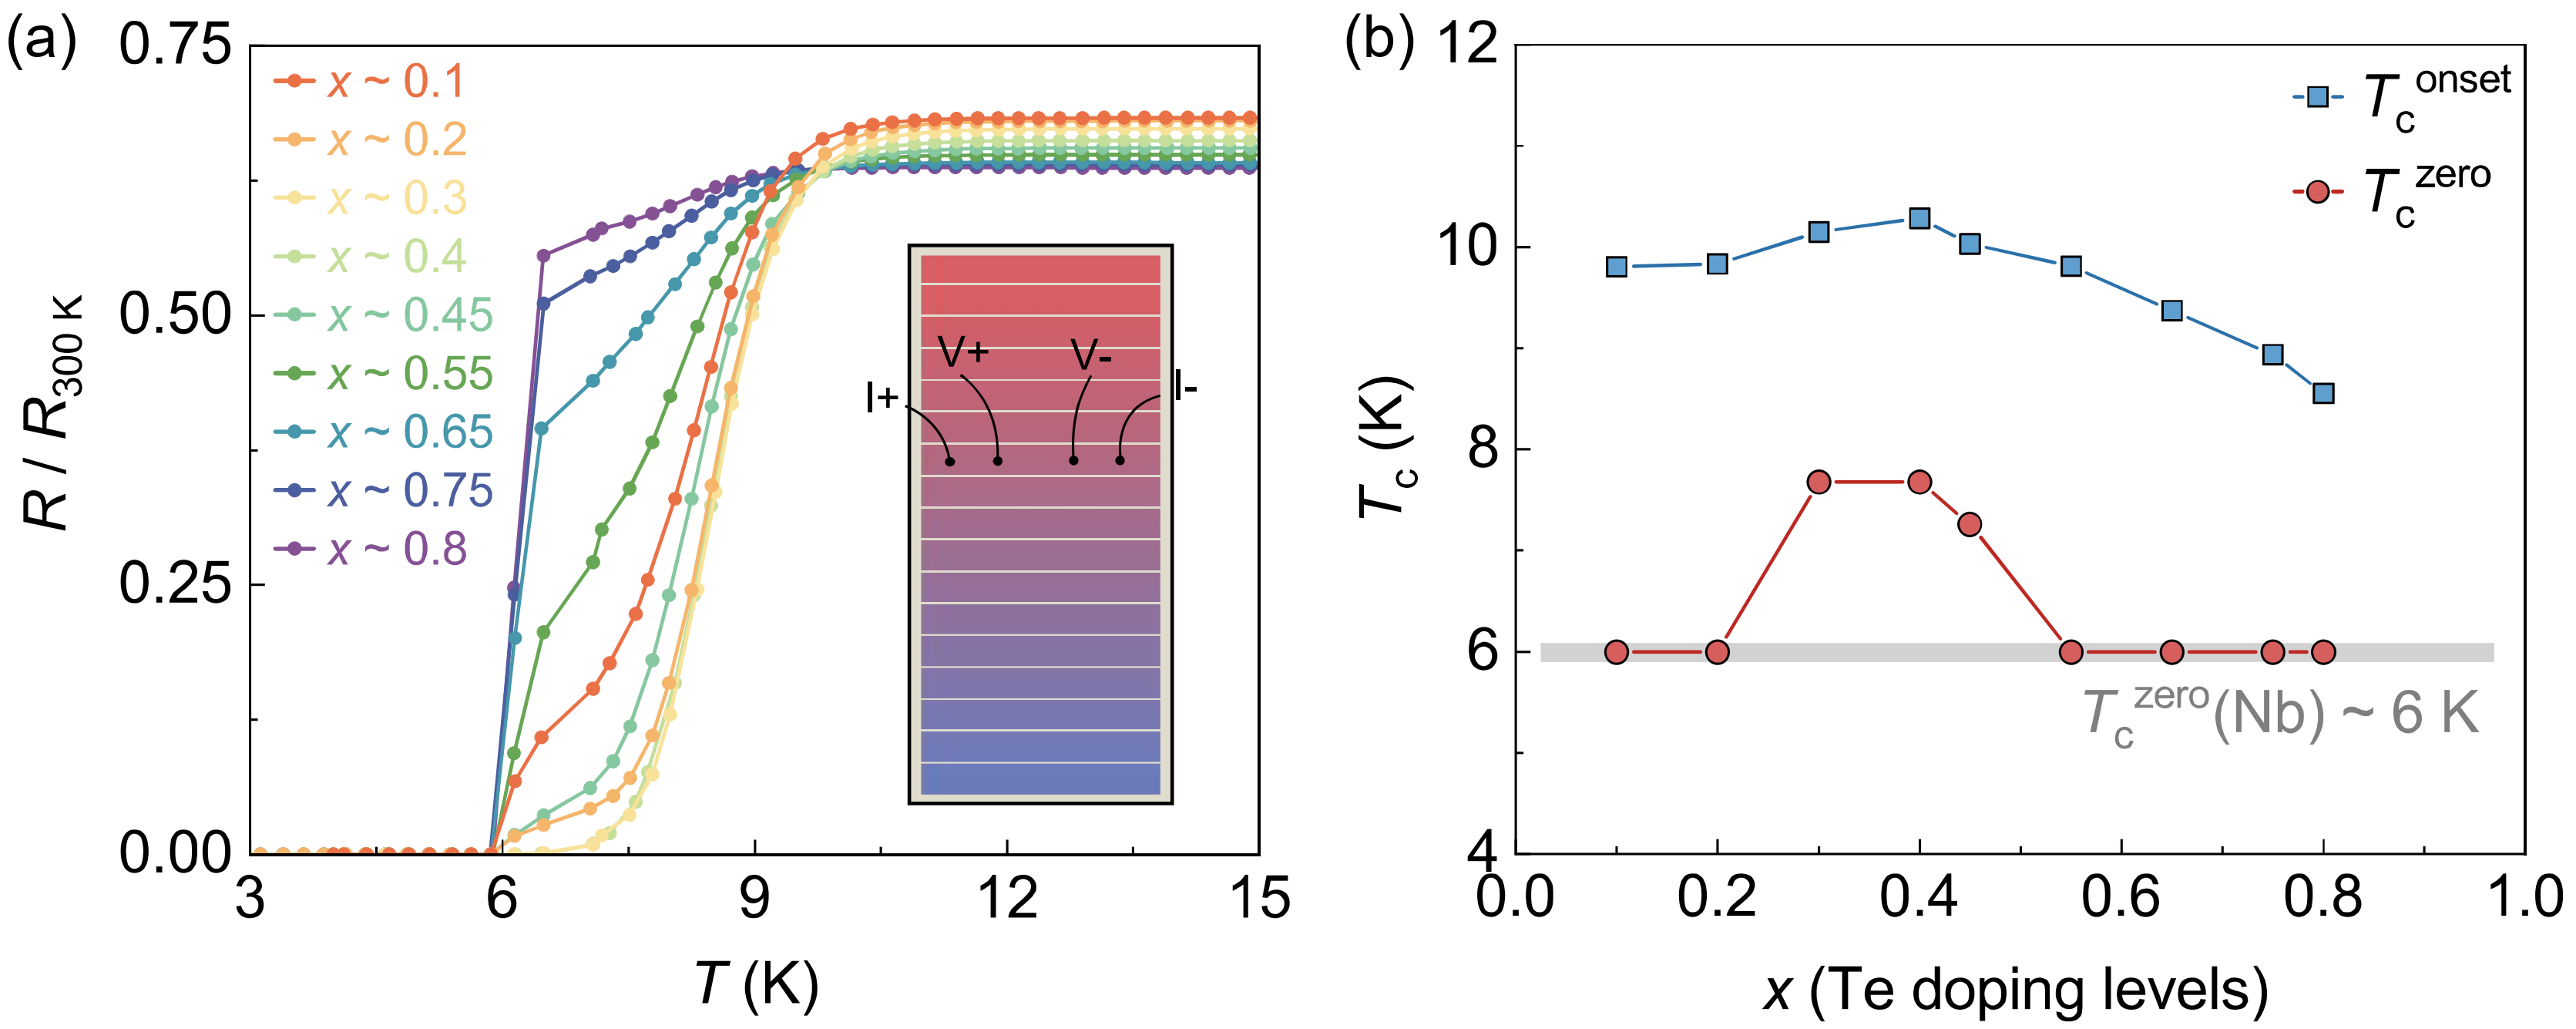 (a)
0.75
0.50
0.25
0.00
R / R300 K
x ~ 0.1
x ~ 0.2
x ~ 0.3
x ~ 0.4
x ~ 0.45
x ~ 0.55
x ~ 0.65
x ~ 0.75
x ~ 0.8
I+
V+
V-
I-
3
6
9
12
15
T (K)
(b)
12
10
8
6
4
Tc (K)
Tc onset
Tc zero
Tc zero(Nb) ~ 6 K
0.0
0.2
0.4
0.6
0.8
1.0
x (Te doping levels)